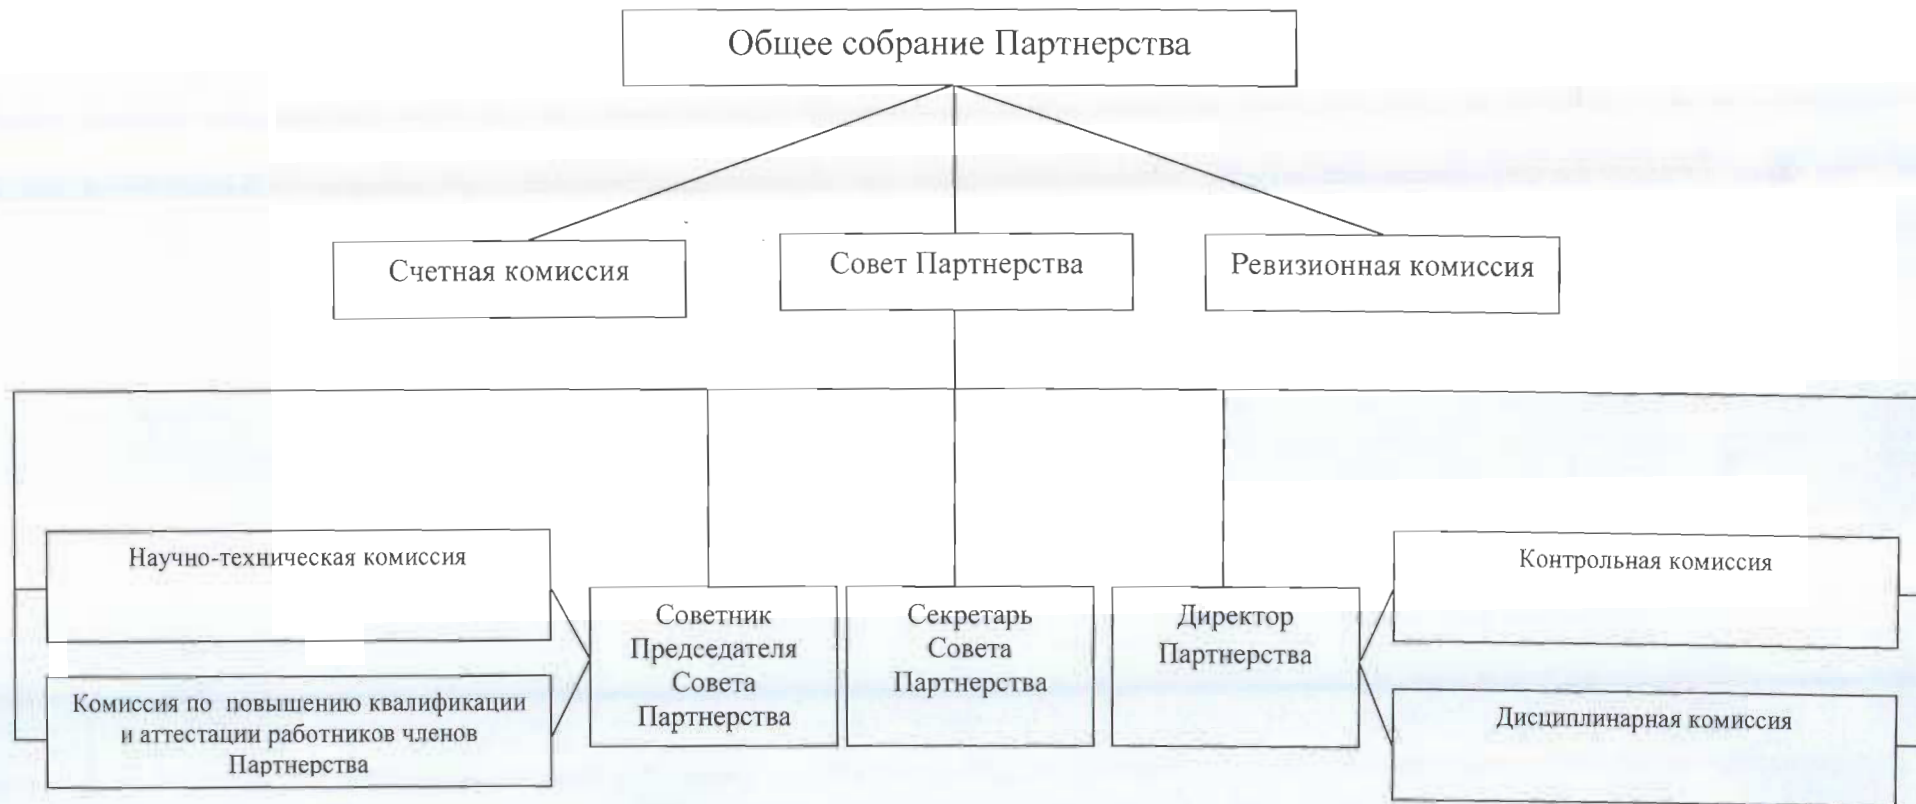 Общее собрание Партнерства
Счетная комиссия
Совет Партнерства
Ревизионная комиссия
Научно-техническая комиссия
Комиссия по повышению квалификации
и аттестации работников членов
Партнерства
Советник
Председателя
Совета
Партнерства
Секретарь
Совета
Партнерства
Директор
Партнерства
Контрольная комиссия
Дисциплинарная комиссия